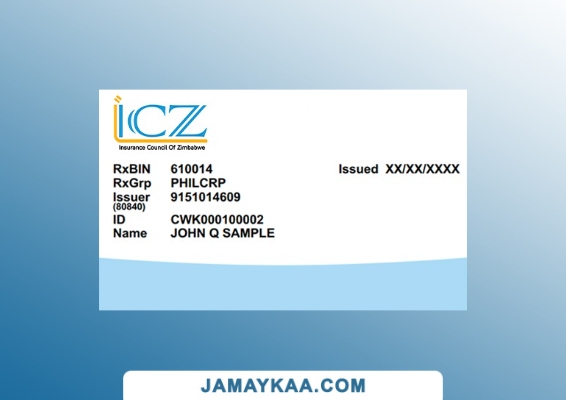 ICZ
Insurance Council Of Zimbabwe
RxBIN 610014 Issued XX/XX/XXXX
RxGrp PHILCRP
Issuer 9151014609
(80840)
ID CWK000100002
Name JOHN Q SAMPLE
JAMAYKAA.COM